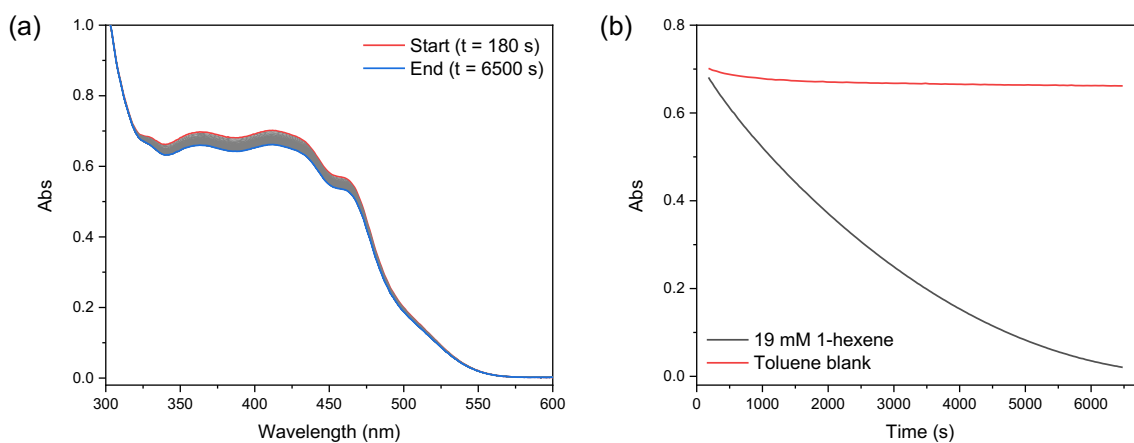 (a)
1.0
0.8
0.6
0.4
0.2
0.0
Abs
Start (t = 180 s)
End (t = 6500 s)
300
350
400
450
500
550
600
Wavelength (nm)
(b)
0.8
0.6
0.4
0.2
0.0
Abs
19 mM 1-hexene
Toluene blank
0
1000
2000
3000
4000
5000
6000
Time (s)